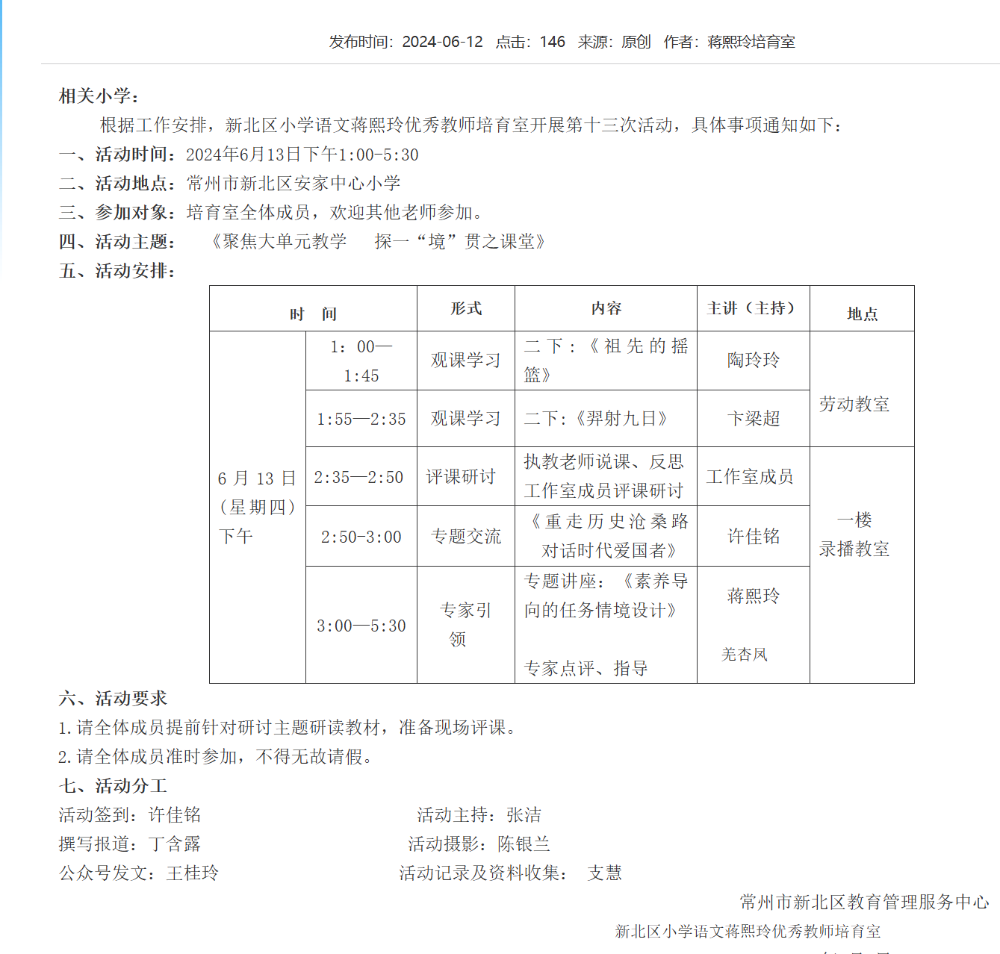 发布时间：2024-06-12 点击：146 来源：原创 作者：蒋熙玲培育室
相关小学：
根据工作安排，新北区小学语文蒋熙玲优秀教师培育室开展第十三次活动，具体事项通知如下：
一、活动时间：2024年6月13日下午1:00-5:30
二、活动地点：常州市新北区安家中心小学
三、参加对象：培育室全体成员，欢迎其他老师参加。
四、活动主题： 《聚焦大单元教学 探一“境”贯之课堂》
五、活动安排：
时 间 形式 内容 主讲（主持） 地点
6月13日
(星期四)
下午
1：00—
1:45
观课学习
二下：《祖先的摇
篮》
陶玲玲
劳动教室
1:55—2:35
观课学习
二下:《羿射九日》
卞梁超
2:35—2:50
评课研讨
执教老师说课、反思
工作室成员评课研讨
工作室成员
一楼
录播教室
2:50-3:00
专题交流
《重走历史沧桑路
对话时代爱国者》
许佳铭
3:00—5:30
专家引
领
专题讲座：《素养导
向的任务情境设计》
蒋熙玲
专家点评、指导
羌杏凤
六、活动要求
1.请全体成员提前针对研讨主题研读教材，准备现场评课。
2.请全体成员准时参加，不得无故请假。
七、活动分工
活动签到：许佳铭 活动主持：张洁
撰写报道：丁含露 活动摄影：陈银兰
公众号发文：王桂玲 活动记录及资料收集： 支慧
常州市新北区教育管理服务中心
新北区小学语文蒋熙玲优秀教师培育室